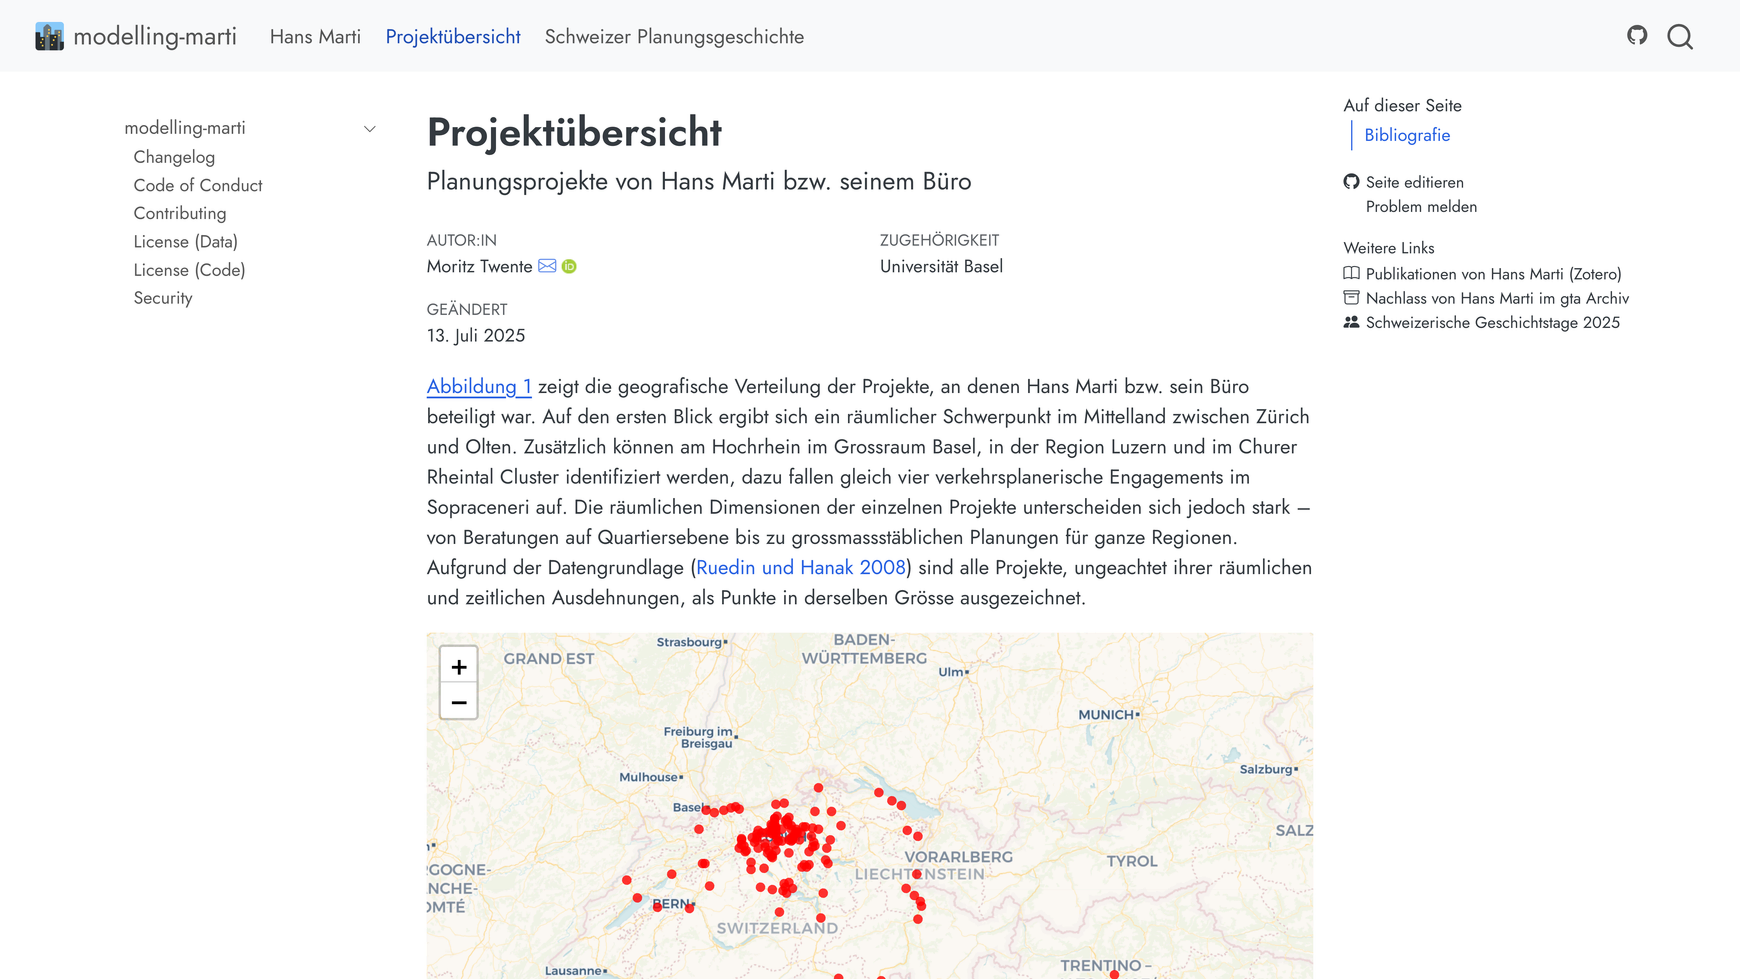 modelling-marti
Hans Marti
Projektübersicht
Schweizer Planungsgeschichte
modelling-marti
Changelog
Code of Conduct
Contributing
License (Data)
License (Code)
Security
Projektübersicht
Planungsprojekte von Hans Marti bzw. seinem Büro
AUTOR:IN
Moritz Twente
ZUGEHÖRIGKEIT
Universität Basel
GEÄNDERT
13. Juli 2025
Abbildung 1 zeigt die geografische Verteilung der Projekte, an denen Hans Marti bzw. sein Büro
beteiligt war. Auf den ersten Blick ergibt sich ein räumlicher Schwerpunkt im Mittelland zwischen Zürich
und Olten. Zusätzlich können am Hochrhein im Grossraum Basel, in der Region Luzern und im Churer
Rheintal Cluster identifiziert werden, dazu fallen gleich vier verkehrsplanerische Engagements im
Sopraceneri auf. Die räumlichen Dimensionen der einzelnen Projekte unterscheiden sich jedoch stark –
von Beratungen auf Quartiersebene bis zu grossmassstäblichen Planungen für ganze Regionen.
Aufgrund der Datengrundlage (Ruedin und Hanak 2008) sind alle Projekte, ungeachtet ihrer räumlichen
und zeitlichen Ausdehnungen, als Punkte in derselben Grösse ausgezeichnet.
+
−
Strasbourg
GRAND EST
BADEN-
WÜRTTEMBERG
Ulm
MUNICH
Freiburg im
Breisgau
Salzburg
Mulhouse
Basel
SALZ
VORARLBERG
TYROL
LIECHTENSTEIN
RGOGNE-
NCHE-
OMTÉ
BERN
SWITZERLAND
TRENTINO –
Lausanne
Auf dieser Seite
Bibliografie
Seite editieren
Problem melden
Weitere Links
Publikationen von Hans Marti (Zotero)
Nachlass von Hans Marti im gta Archiv
Schweizerische Geschichtstage 2025